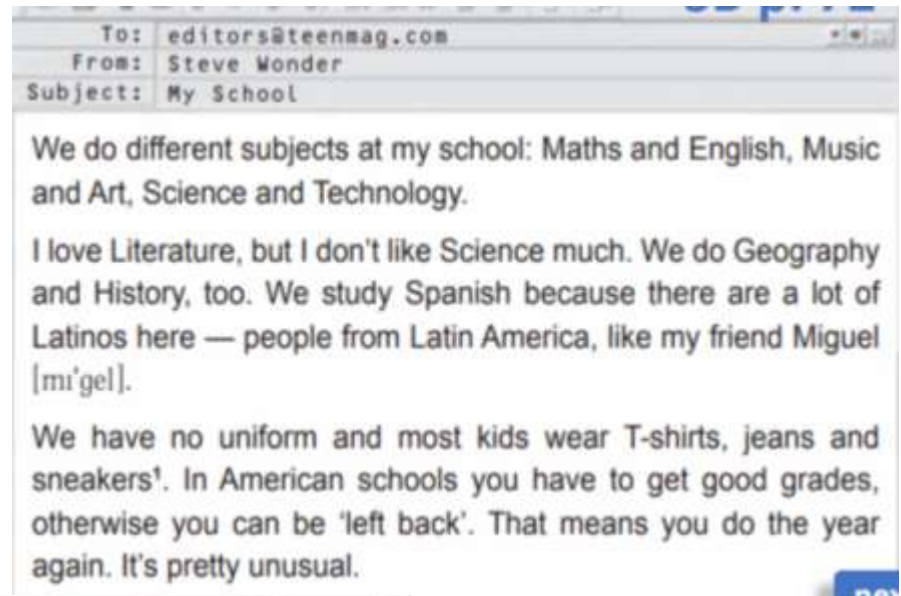 To: editors@teenmag.com
From: Steve Wonder
Subject: My School
We do different subjects at my school: Maths and English, Music
and Art, Science and Technology.
I love Literature, but I don't like Science much. We do Geography
and History, too. We study Spanish because there are a lot of
Latinos here — people from Latin America, like my friend Miguel
[mɪ'gel].
We have no uniform and most kids wear T-shirts, jeans and
sneakers¹. In American schools you have to get good grades,
otherwise you can be 'left back'. That means you do the year
again. It's pretty unusual.